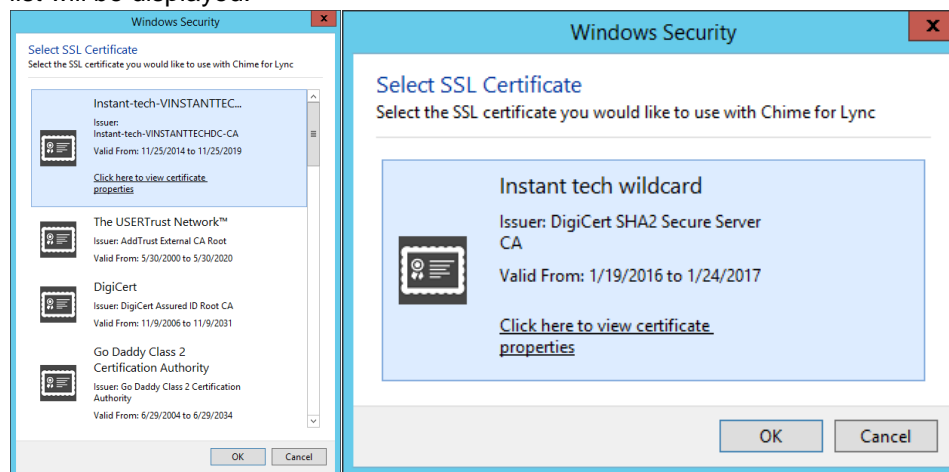 list will be displayed.
Windows Security
x
Select SSL Certificate
Select the SSL certificate you would like to use with Chime for Lync
Instant-tech-VINSTANTTEC...
Issuer:
Instant-tech-VINSTANTTECHDC-CA
Valid From: 11/25/2014 to 11/25/2019
Click here to view certificate
properties
The USERTrust Network™
Issuer: AddTrust External CA Root
Valid From: 5/30/2000 to 5/30/2020
DigiCert
Issuer: DigiCert Assured ID Root CA
Valid From: 11/9/2006 to 11/9/2031
Go Daddy Class 2
Certification Authority
Issuer: Go Daddy Class 2 Certification
Authority
Valid From: 6/29/2004 to 6/29/2034
OK Cancel
Windows Security
x
Select SSL Certificate
Select the SSL certificate you would like to use with Chime for Lync
Instant tech wildcard
Issuer: DigiCert SHA2 Secure Server
CA
Valid From: 1/19/2016 to 1/24/2017
Click here to view certificate
properties
OK Cancel